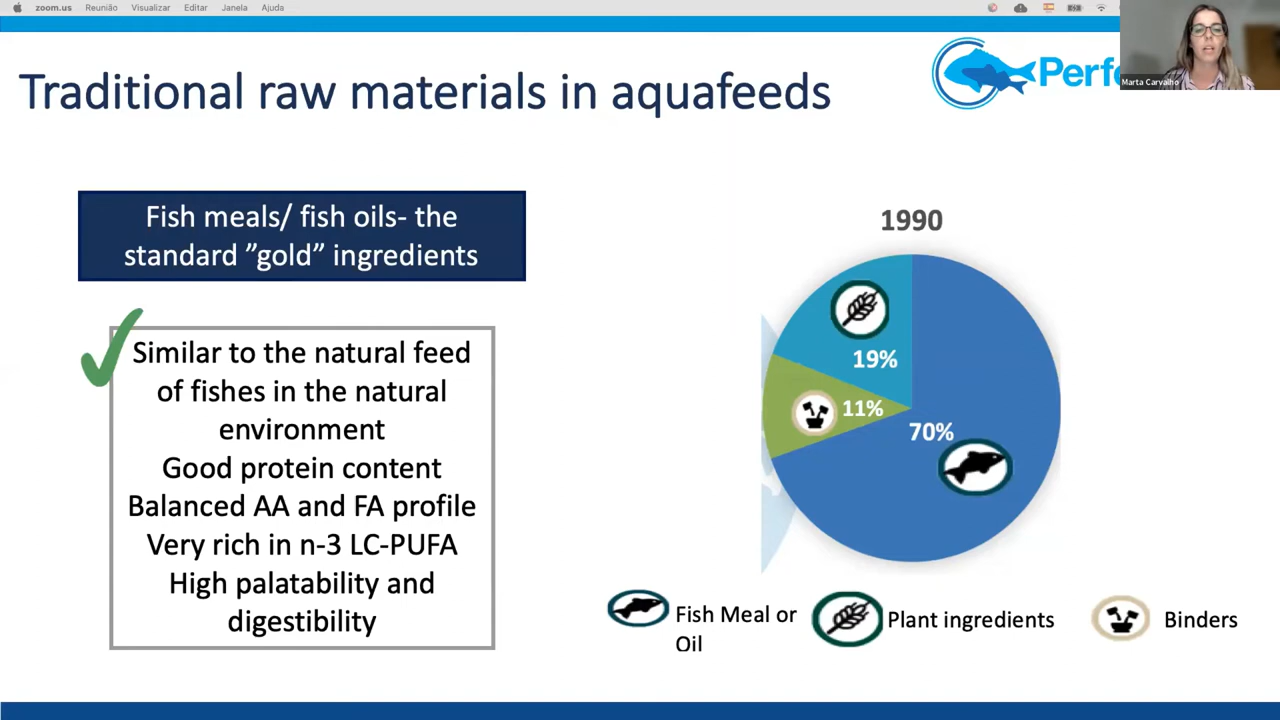 zoom.us Reunião Visualizar Editar Janela Ajuda
Traditional raw materials in aquafeeds
Perfo
Marta Carvalho
Fish meals/ fish oils- the
standard ”gold” ingredients
Similar to the natural feed
of fishes in the natural
environment
Good protein content
Balanced AA and FA profile
Very rich in n-3 LC-PUFA
High palatability and
digestibility
1990
19%
11%
70%
Fish Meal or
Oil
Plant ingredients
Binders